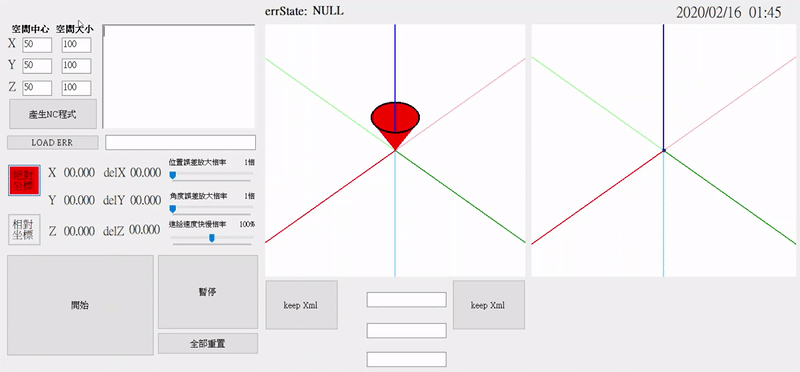 errState: NULL
2020/02/16 01:45
空間中心 空間大小
X 50 100
Y 50 100
Z 50 100
產生NC程式
LOAD ERR
絕對
坐標
X 00.000 delX 00.000
Y 00.000 delY 00.000
相對
坐標
Z 00.000 delZ 00.000
位置誤差放大倍率 1倍
角度誤差放大倍率 1倍
進給速度快慢倍率 100%
開始
暫停
全部重置
keep Xml
keep Xml